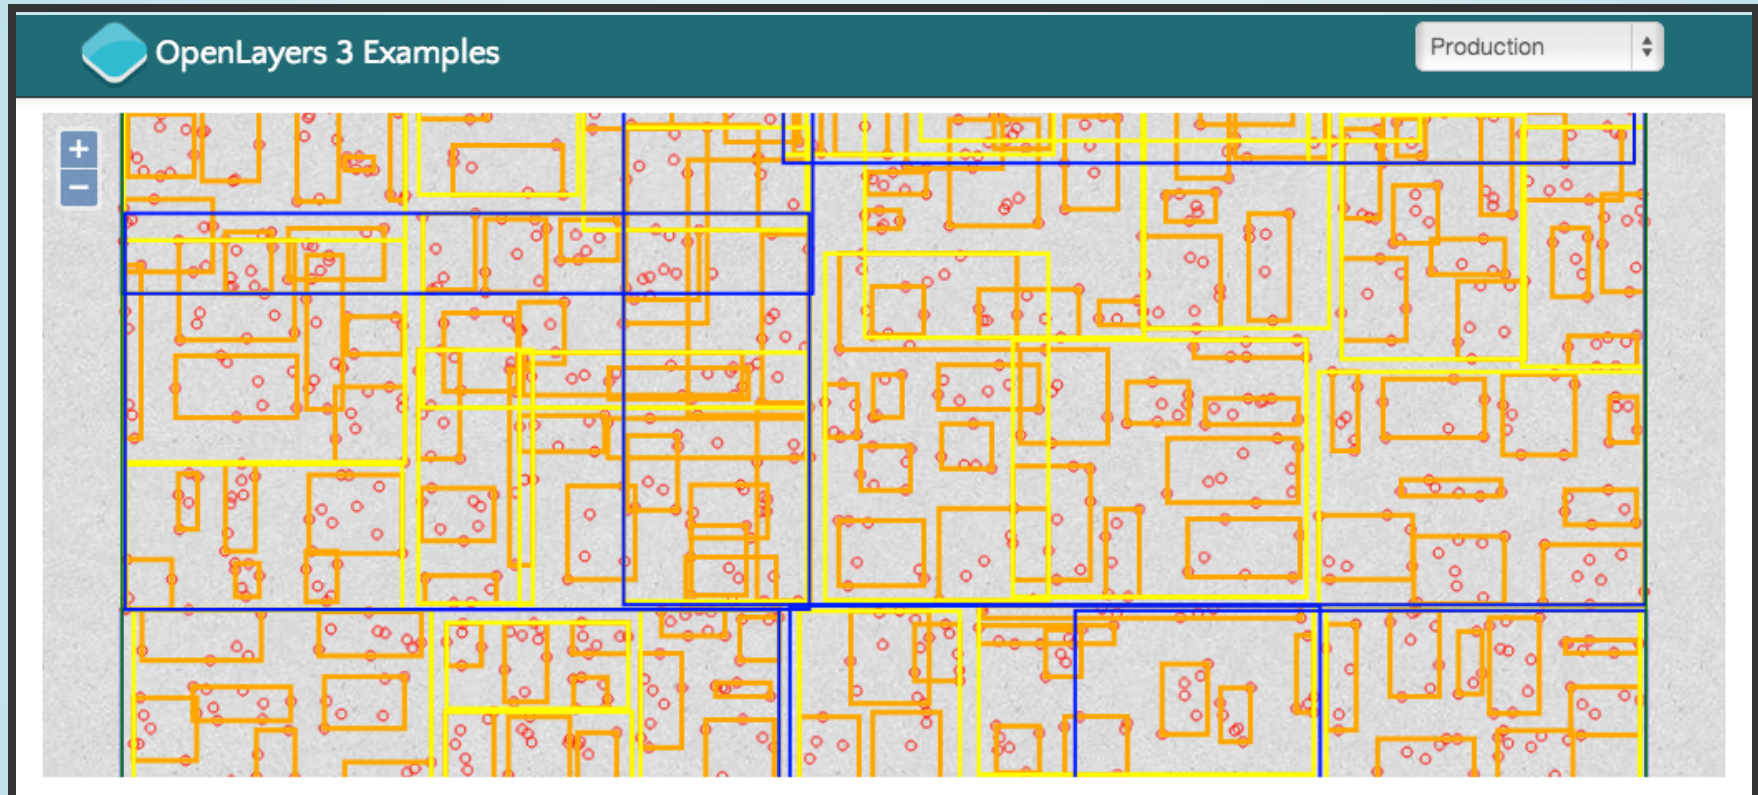 OpenLayers 3 Examples
Production
+
−